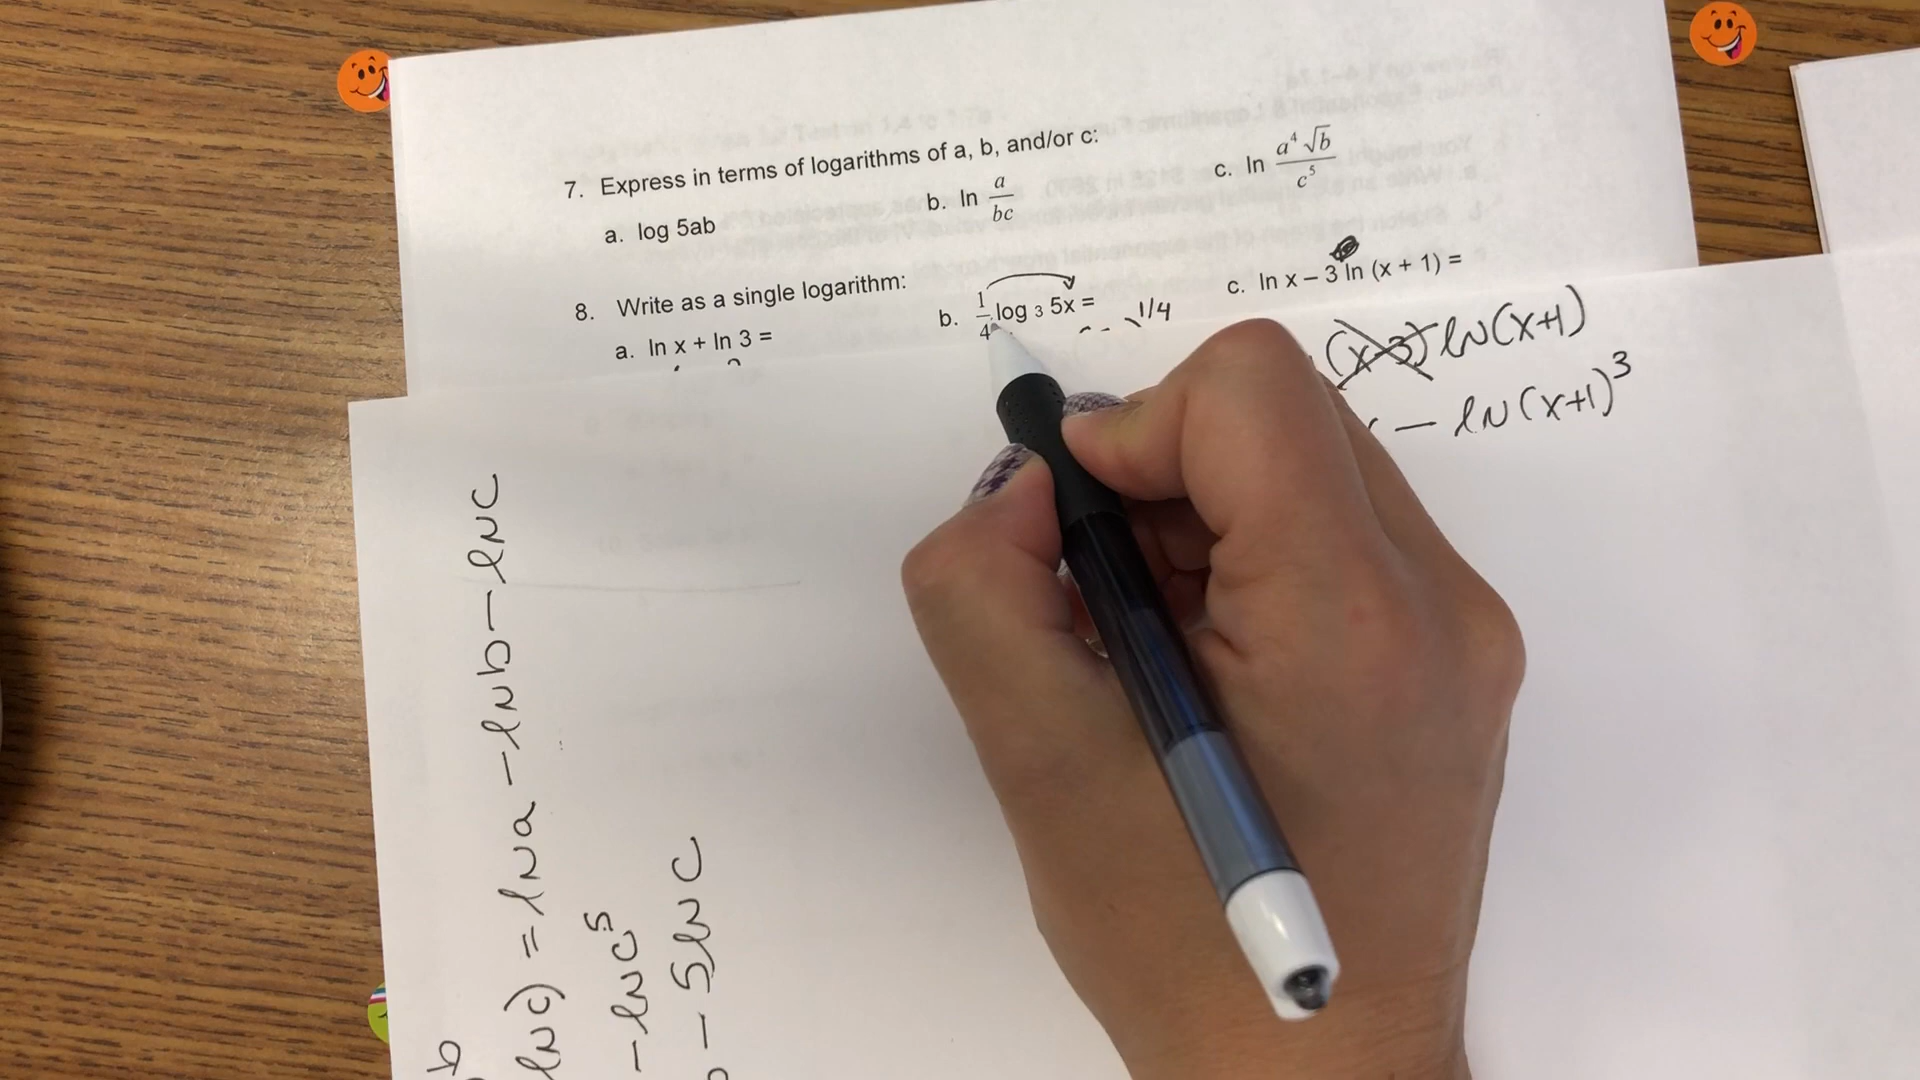 7. Express in terms of logarithms of a, b, and/or c:
a. log 5ab
b. ln a/bc
c. ln a⁴√b/c⁵
8. Write as a single logarithm:
a. ln x + ln 3 =
b. 1/4 log ₃ 5x =
1/4
c. ln x – 3 ln (x + 1) =
(x-3) ln(x+1)
— ln(x+1)³
ln c) = ln a - ln b - ln c
- ln c⁵
- 5 ln c
b